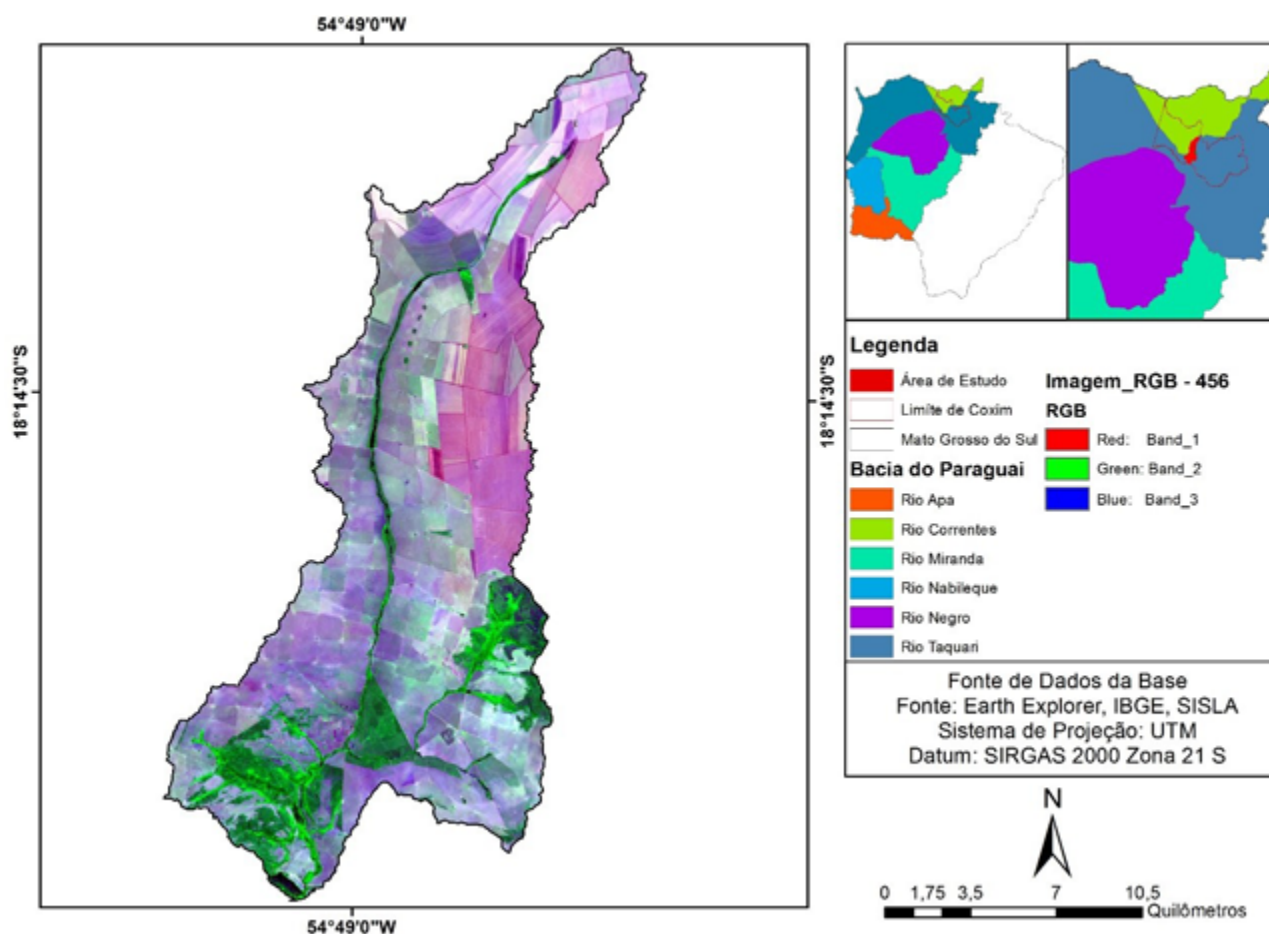 54°49'0"W
18°14'30"S
18°14'30"S
54°49'0"W
Legenda
Área de Estudo
Limíte de Coxim
Mato Grosso do Sul
Bacia do Paraguai
Rio Apa
Rio Correntes
Rio Miranda
Rio Nabileque
Rio Negro
Rio Taquari
Imagem_RGB - 456
RGB
Red: Band_1
Green: Band_2
Blue: Band_3
Fonte de Dados da Base
Fonte: Earth Explorer, IBGE, SISLA
Sistema de Projeção: UTM
Datum: SIRGAS 2000 Zona 21 S
N
0 1,75 3,5 7 10,5
Quilômetros